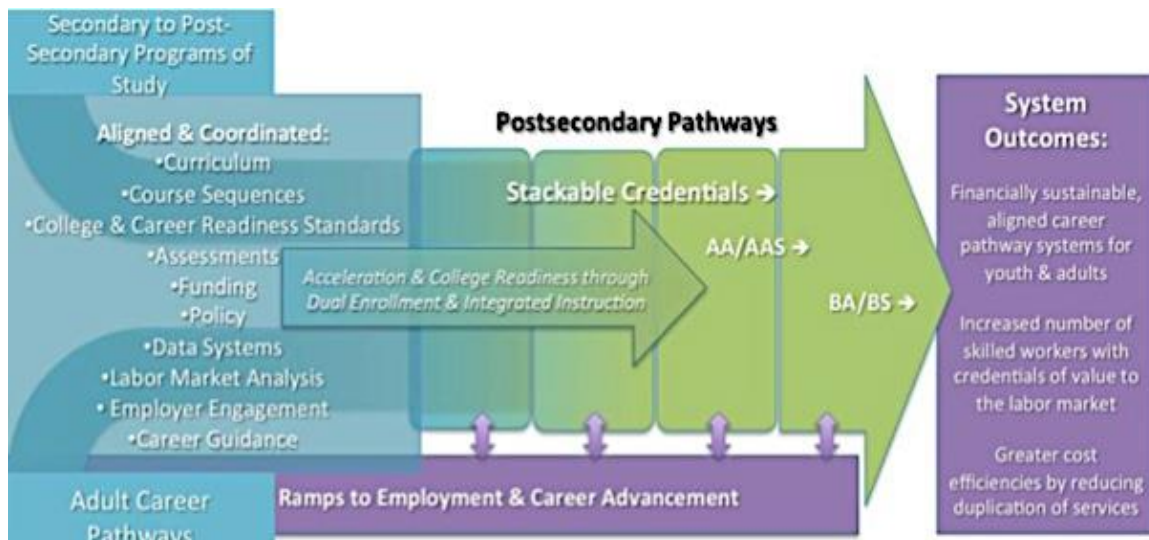 Secondary to Post-
Secondary Programs of
Study
Aligned & Coordinated:
•Curriculum
•Course Sequences
•College & Career Readiness Standards
•Assessments
•Funding
•Policy
•Data Systems
•Labor Market Analysis
• Employer Engagement
•Career Guidance
Adult Career
Pathways
Postsecondary Pathways
Stackable Credentials →
AA/AAS →
BA/BS →
Acceleration & College Readiness through
Dual Enrollment & Integrated Instruction
Ramps to Employment & Career Advancement
System
Outcomes:
Financially sustainable,
aligned career
pathway systems for
youth & adults
Increased number of
skilled workers with
credentials of value to
the labor market
Greater cost
efficiencies by reducing
duplication of services